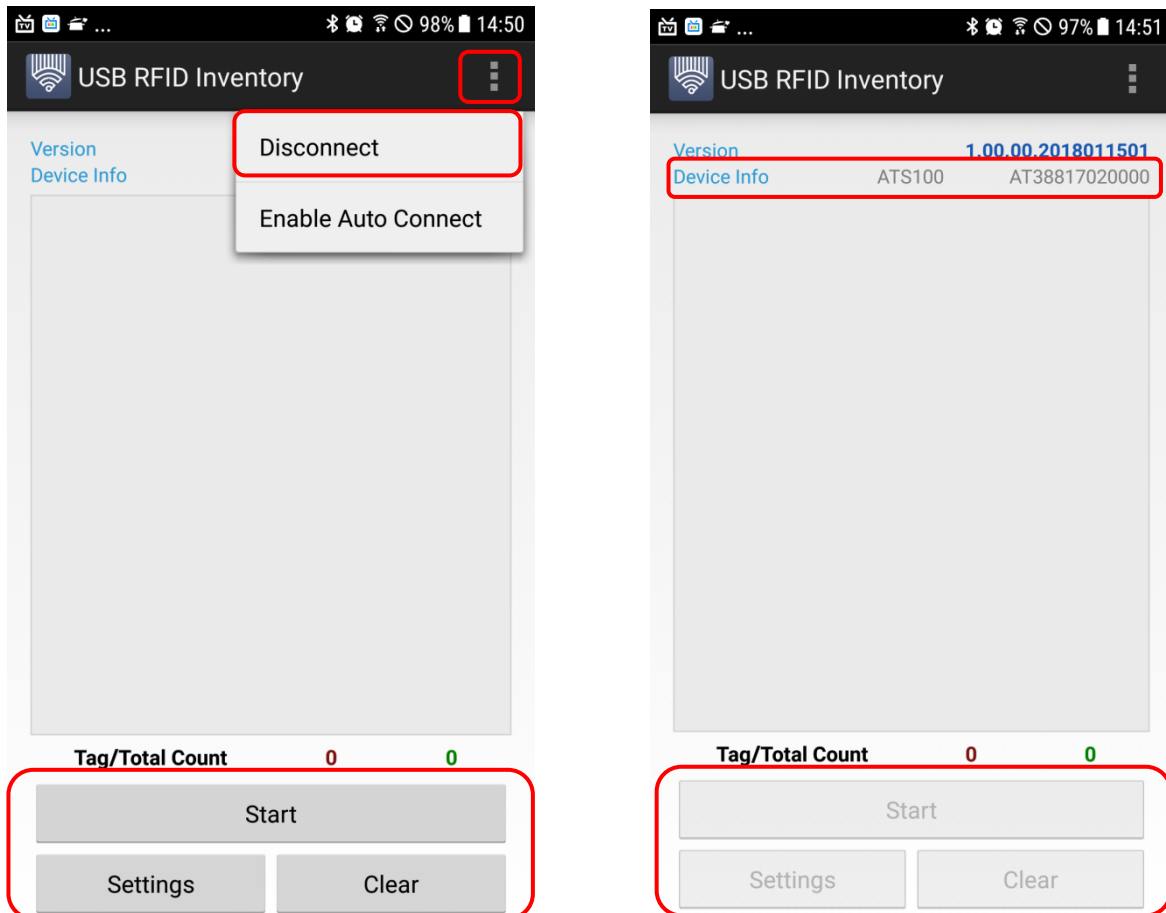 ... 98% 14:50
USB RFID Inventory
Disconnect
Version
Device Info
Enable Auto Connect
Tag/Total Count 0 0
Start
Settings Clear
... 97% 14:51
USB RFID Inventory
Version 1.00.00.2018011501
Device Info ATS100 AT38817020000
Tag/Total Count 0 0
Start
Settings Clear